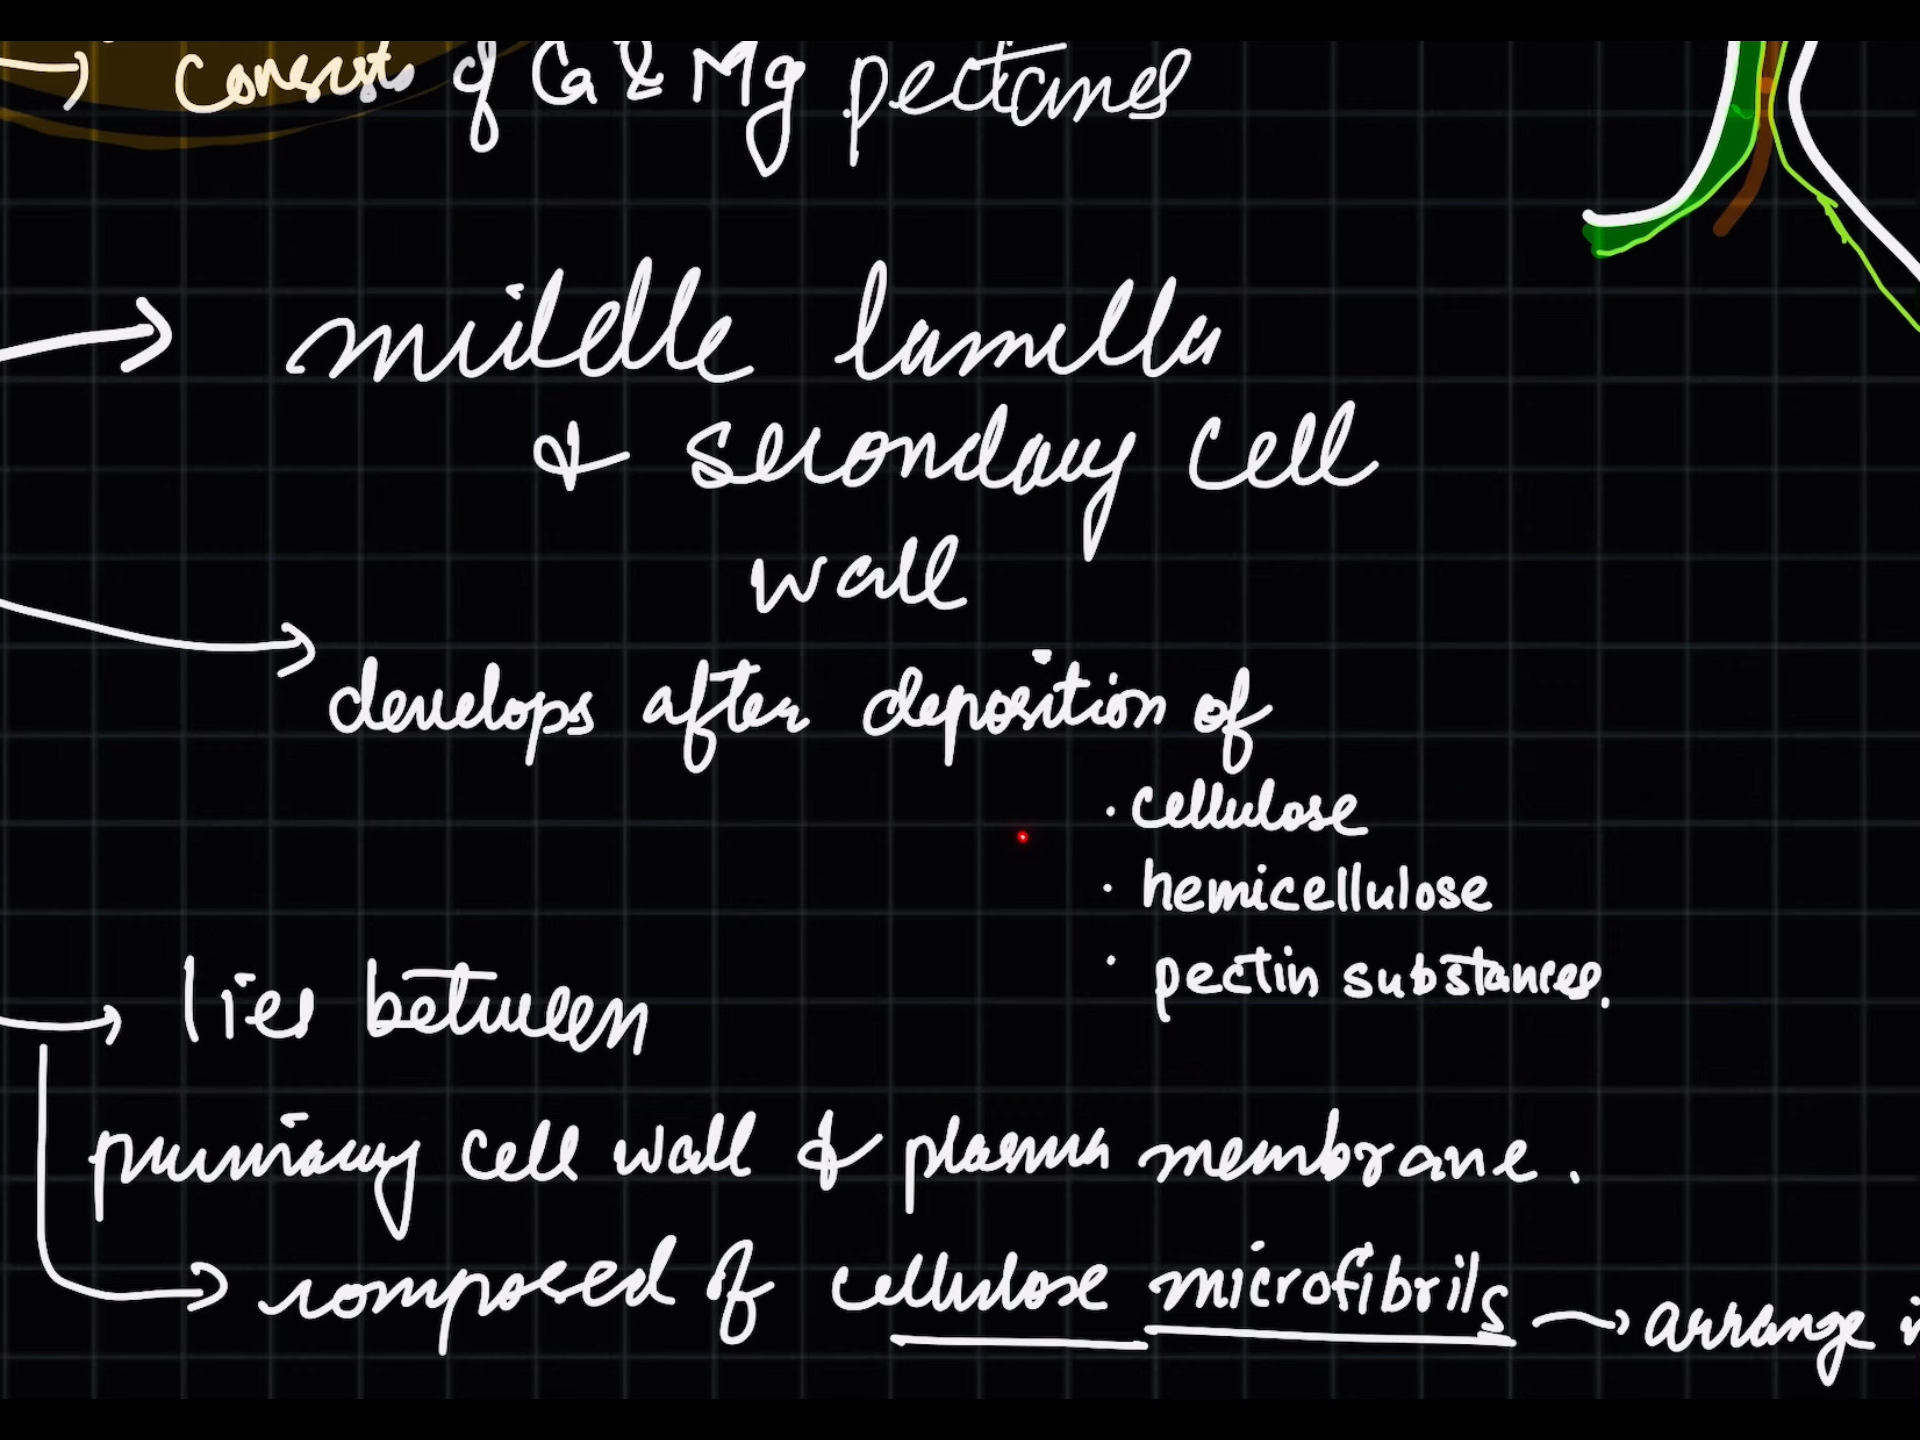 → Consists of Ca & Mg pectanes
→ middle lamella
& secondary cell
wall
→ develops after deposition of
· cellulose
· hemicellulose
· pectin substances.
→ lies between
primary cell wall & plasma membrane.
→ composed of cellulose microfibrils → arrange